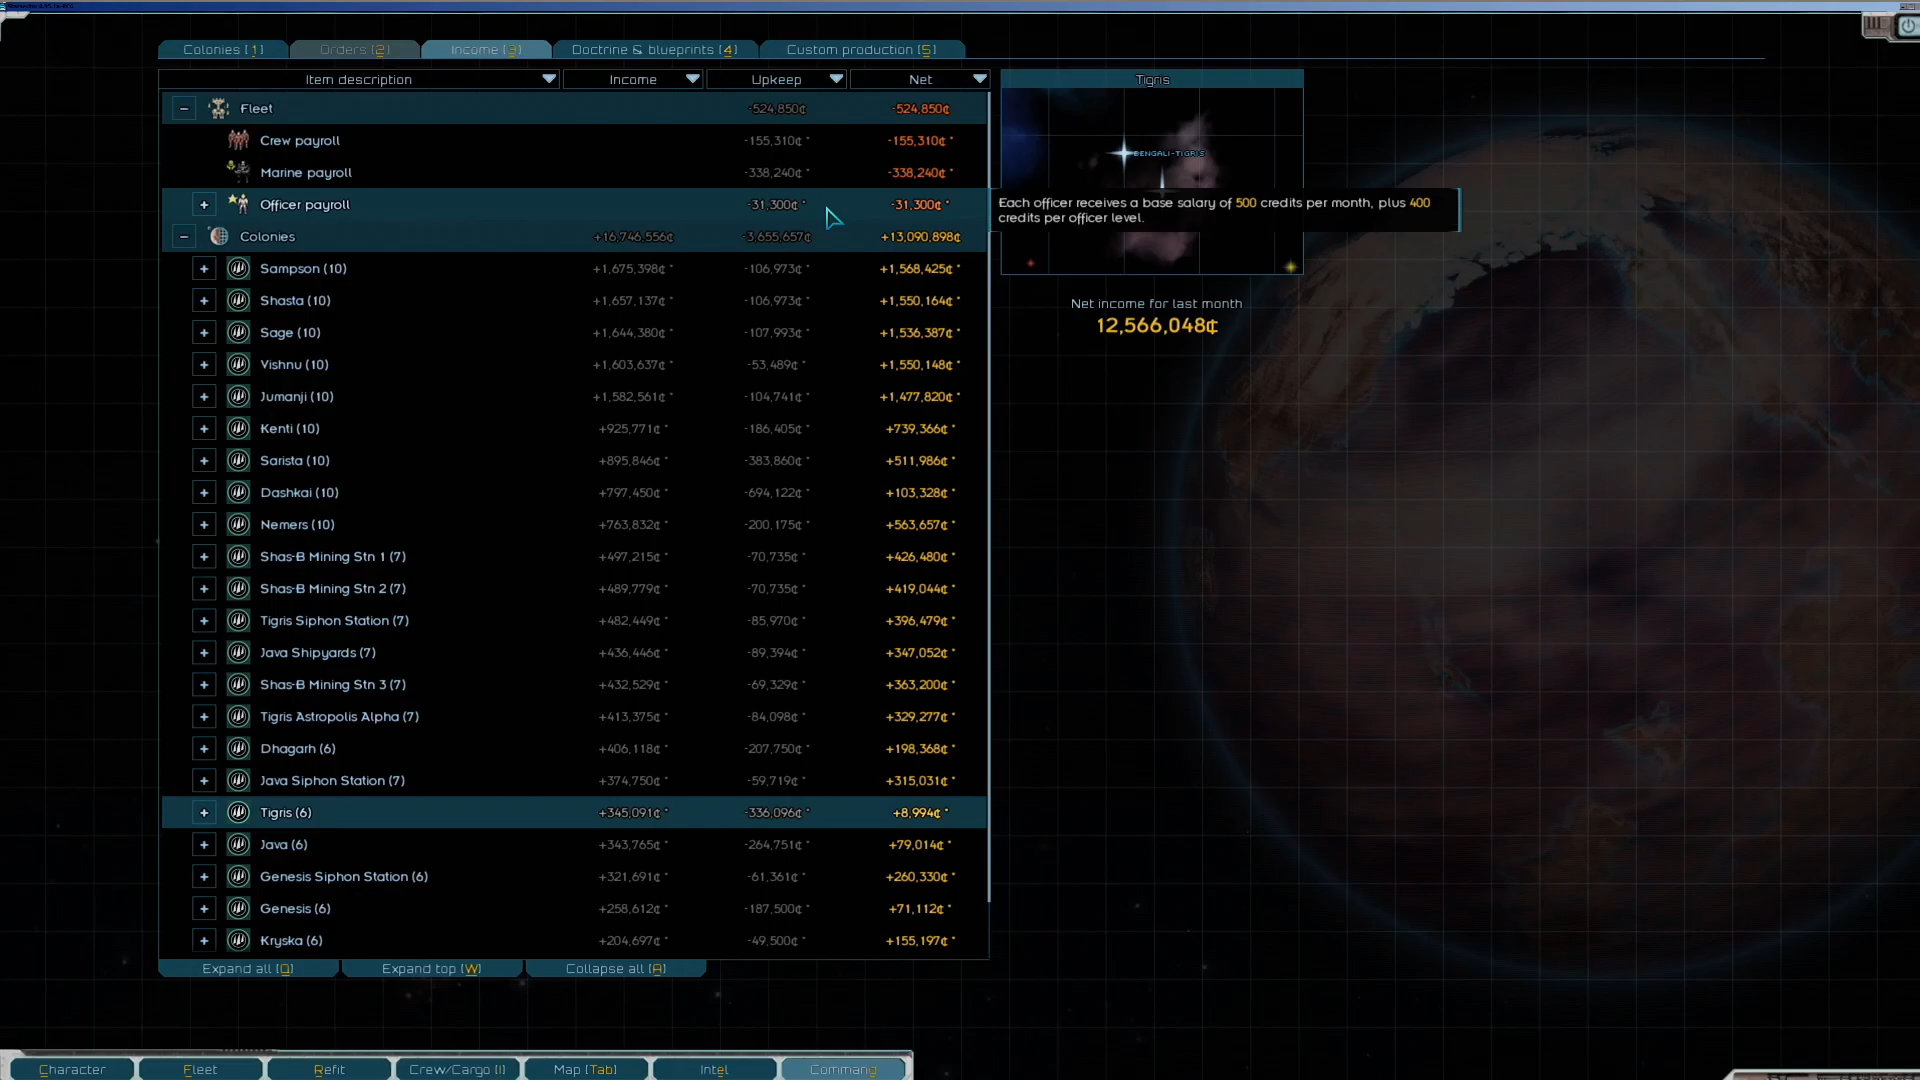 Colonies [1]
Orders [2]
Income [3]
Doctrine & blueprints [4]
Custom production [5]
Item description Income Upkeep Net
Fleet -524,850¢ -524,850¢
Crew payroll -155,310¢ * -155,310¢ *
Marine payroll -338,240¢ * -338,240¢ *
Officer payroll -31,300¢ * -31,300¢ *
Colonies +16,746,556¢ -3,655,657¢ +13,090,898¢
Sampson (10) +1,675,398¢ * -106,973¢ +1,568,425¢ *
Shasta (10) +1,657,137¢ * -106,973¢ +1,550,164¢ *
Sage (10) +1,644,380¢ * -107,993¢ +1,536,387¢ *
Vishnu (10) +1,603,637¢ * -53,489¢ * +1,550,148¢ *
Jumanji (10) +1,582,561¢ * -104,741¢ * +1,477,820¢ *
Kenti (10) +925,771¢ * -186,405¢ * +739,366¢ *
Sarista (10) +895,846¢ * -383,860¢ * +511,986¢ *
Dashkai (10) +797,450¢ * -694,122¢ * +103,328¢ *
Nemers (10) +763,832¢ * -200,175¢ * +563,657¢ *
Shas-B Mining Stn 1 (7) +497,215¢ * -70,735¢ * +426,480¢ *
Shas-B Mining Stn 2 (7) +489,779¢ * -70,735¢ * +419,044¢ *
Tigris Siphon Station (7) +482,449¢ * -85,970¢ * +396,479¢ *
Java Shipyards (7) +436,446¢ * -89,394¢ * +347,052¢ *
Shas-B Mining Stn 3 (7) +432,529¢ * -69,329¢ * +363,200¢ *
Tigris Astropolis Alpha (7) +413,375¢ * -84,098¢ * +329,277¢ *
Dhagarh (6) +406,118¢ * -207,750¢ * +198,368¢ *
Java Siphon Station (7) +374,750¢ * -59,719¢ * +315,031¢ *
Tigris (6) +345,091¢ * -336,096¢ * +8,994¢ *
Java (6) +343,765¢ * -264,751¢ * +79,014¢ *
Genesis Siphon Station (6) +321,691¢ * -61,361¢ * +260,330¢ *
Genesis (6) +258,612¢ * -187,500¢ * +71,112¢ *
Kryska (6) +204,697¢ * -49,500¢ * +155,197¢ *
Expand all [Q]
Expand top [W]
Collapse all [A]
Tigris
BENGALI-TIGRIS
Each officer receives a base salary of 500 credits per month, plus 400
credits per officer level.
Net income for last month
12,566,048¢
Character
Fleet
Refit
Crew/Cargo [I]
Map [Tab]
Intel
Command